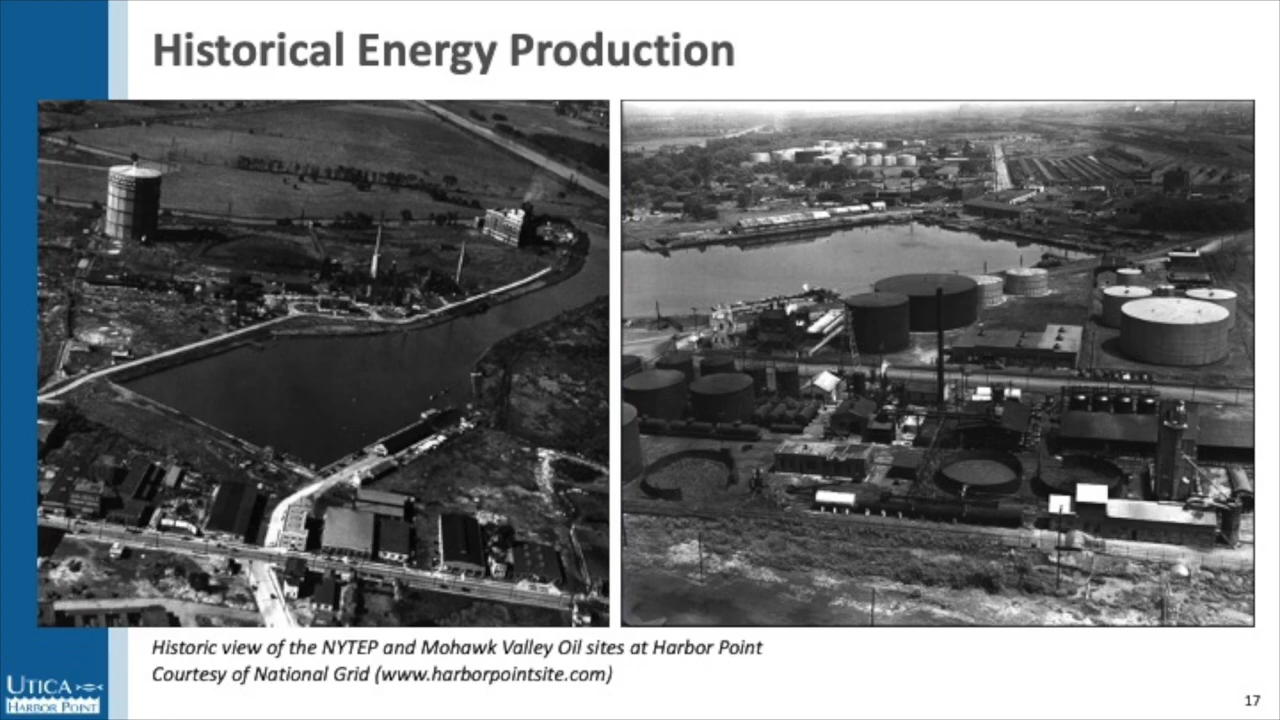 Historical Energy Production
Historic view of the NYTEP and Mohawk Valley Oil sites at Harbor Point
Courtesy of National Grid (www.harborpointsite.com)
UTICA
HARBOR POINT
17